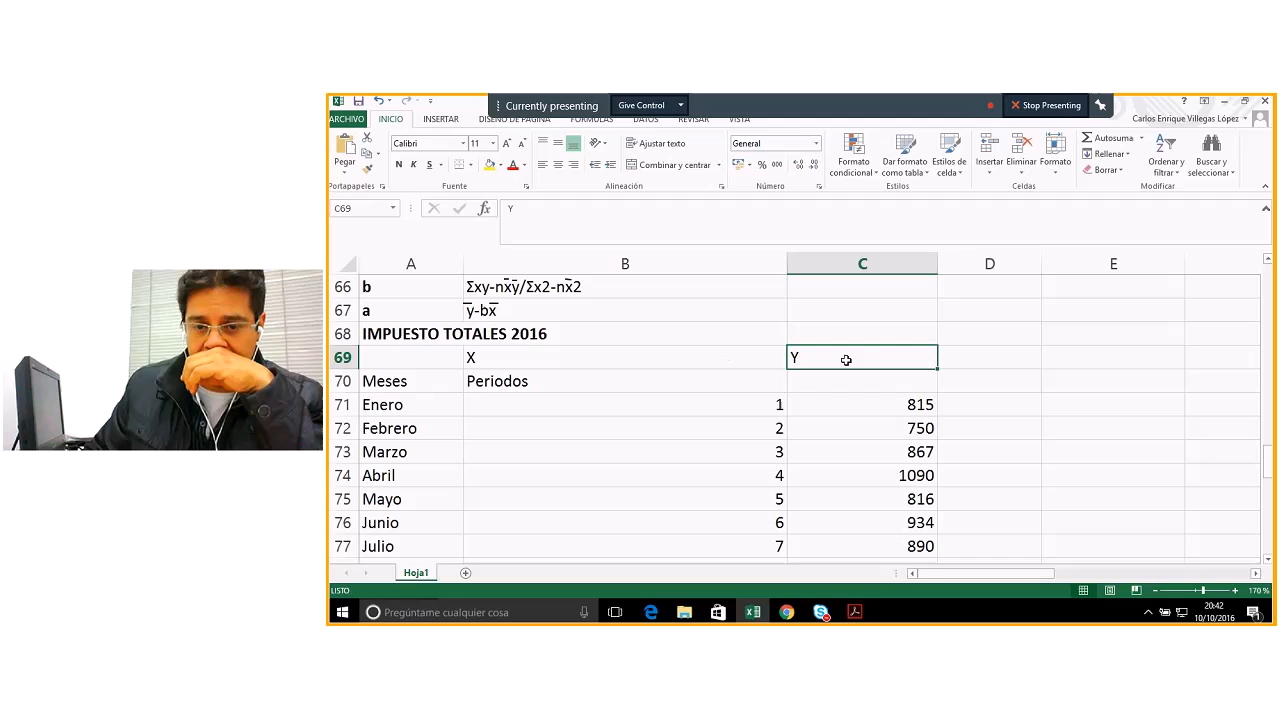 Currently presenting
Give Control
Stop Presenting
ARCHIVO INICIO INSERTAR DISEÑO DE PÁGINA FÓRMULAS DATOS REVISAR VISTA
Carlos Enrique Villegas López
Pegar
Calibri 11
N K S
Ajustar texto
Combinar y centrar
General
% 000
Formato condicional
Dar formato como tabla
Estilos de celda
Insertar
Eliminar
Formato
Autosuma
Rellenar
Borrar
Ordenar y filtrar
Buscar y seleccionar
Portapapeles Fuente Alineación Número Estilos Celdas Modificar
C69 fx Y
A B C D E
66 b Σxy-nx̅y̅/Σx2-nx̅2
67 a y̅-bx̅
68 IMPUESTO TOTALES 2016
69 X Y
70 Meses Periodos
71 Enero 1 815
72 Febrero 2 750
73 Marzo 3 867
74 Abril 4 1090
75 Mayo 5 816
76 Junio 6 934
77 Julio 7 890
Hoja1
LISTO
170 %
Pregúntame cualquier cosa
20:42
10/10/2016